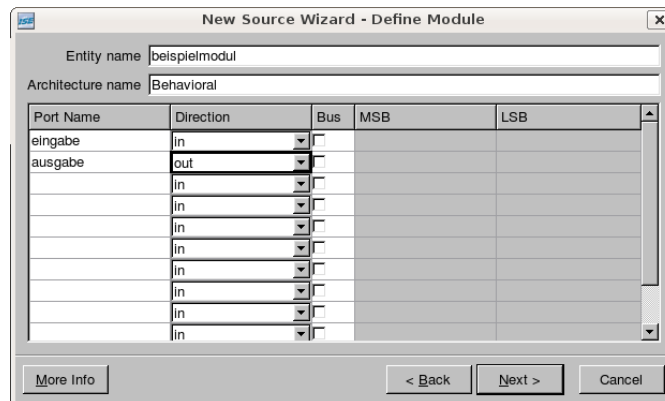 ISE New Source Wizard - Define Module x
Entity name beispielmodul
Architecture name Behavioral
Port Name Direction Bus MSB LSB
eingabe in
ausgabe out
in
in
in
in
in
in
in
in
More Info < Back Next > Cancel